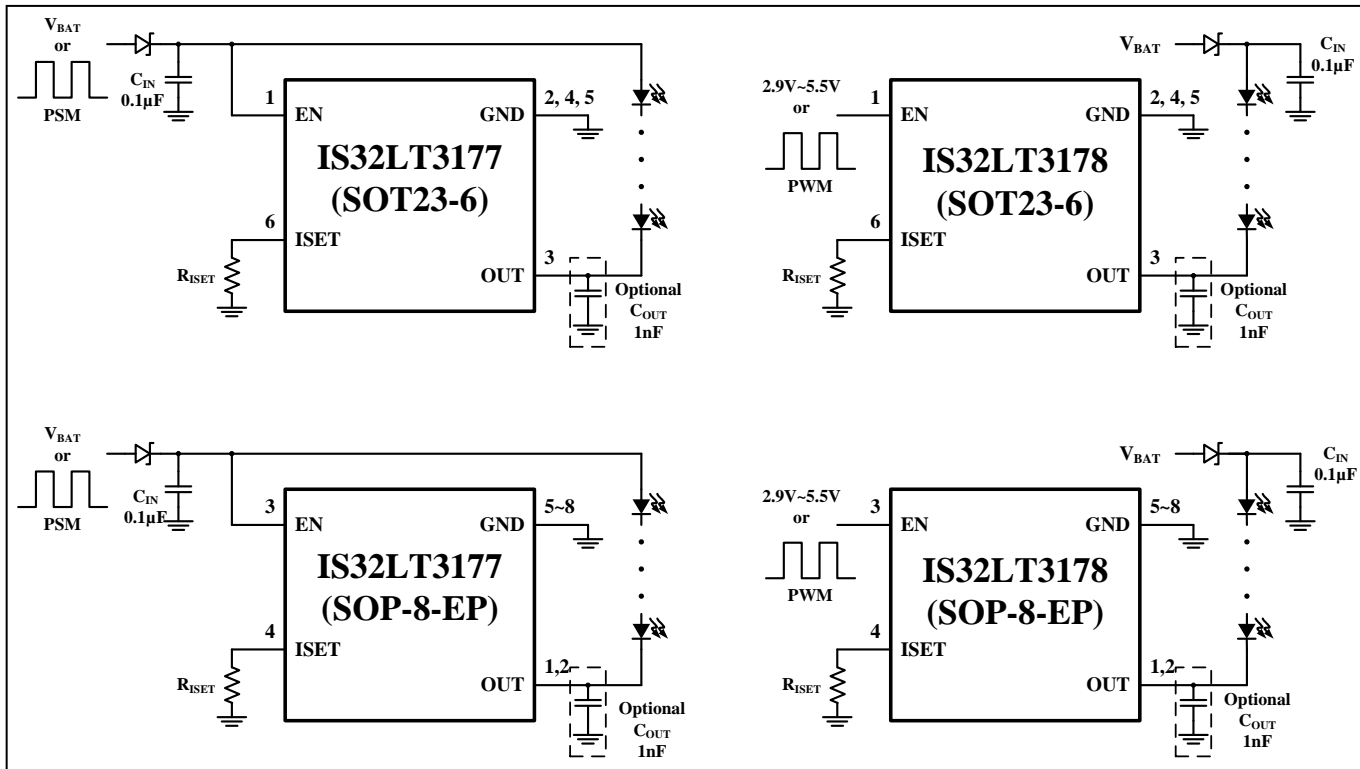 VBAT
or
PSM
CIN
0.1µF
1
EN
2, 4, 5
GND
IS32LT3177
(SOT23-6)
6
ISET
RISET
3
OUT
Optional
COUT
1nF
VBAT
CIN
0.1µF
2.9V~5.5V
or
PWM
1
EN
2, 4, 5
GND
IS32LT3178
(SOT23-6)
6
ISET
RISET
3
OUT
Optional
COUT
1nF
VBAT
or
PSM
CIN
0.1µF
3
EN
5~8
GND
IS32LT3177
(SOP-8-EP)
4
ISET
RISET
1,2
OUT
Optional
COUT
1nF
VBAT
CIN
0.1µF
2.9V~5.5V
or
PWM
3
EN
5~8
GND
IS32LT3178
(SOP-8-EP)
4
ISET
RISET
1,2
OUT
Optional
COUT
1nF